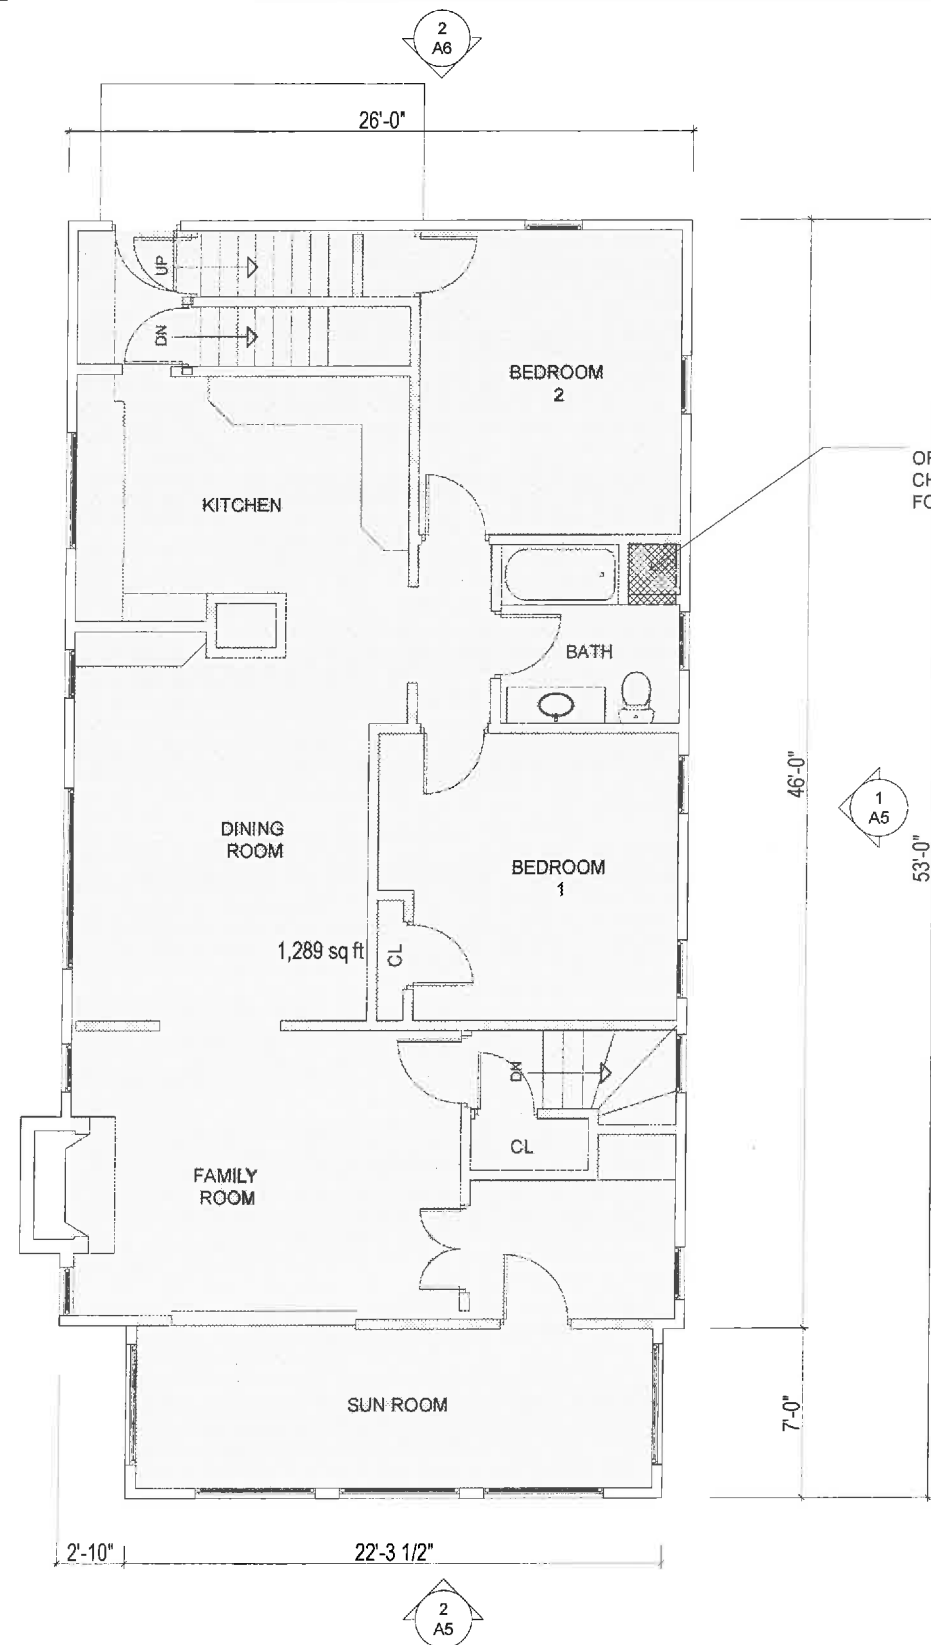 2
A6
26'-0"
UP
DN
BEDROOM
2
KITCHEN
BATH
46'-0"
1
A5
53'-0"
DINING
ROOM
BEDROOM
1
1,289 sq ft
CL
DN
CL
FAMILY
ROOM
SUN ROOM
7'-0"
2'-10"
22'-3 1/2"
2
A5